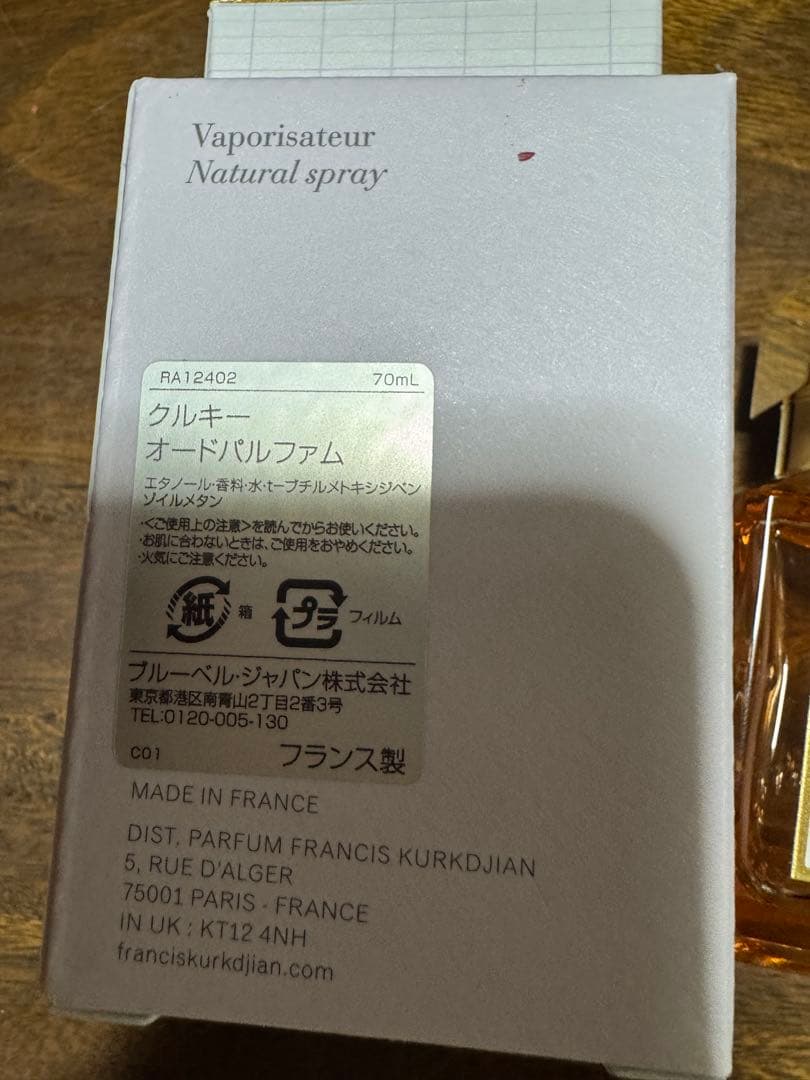 Vaporisateur
Natural spray
RA12402 70mL
クルキー
オードパルファム
エタノール・香料・水・t-ブチルメトキシジベン
ゾイルメタン
・<ご使用上の注意>を読んでからお使いください。
・お肌に合わないときは、ご使用をおやめください。
・火気にご注意ください。
紙 箱 プラ フィルム
ブルーベル・ジャパン株式会社
東京都港区南青山2丁目2番3号
TEL:0120-005-130
C01 フランス製
MADE IN FRANCE
DIST. PARFUM FRANCIS KURKDJIAN
5, RUE D'ALGER
75001 PARIS - FRANCE
IN UK : KT12 4NH
franciskurkdjian.com